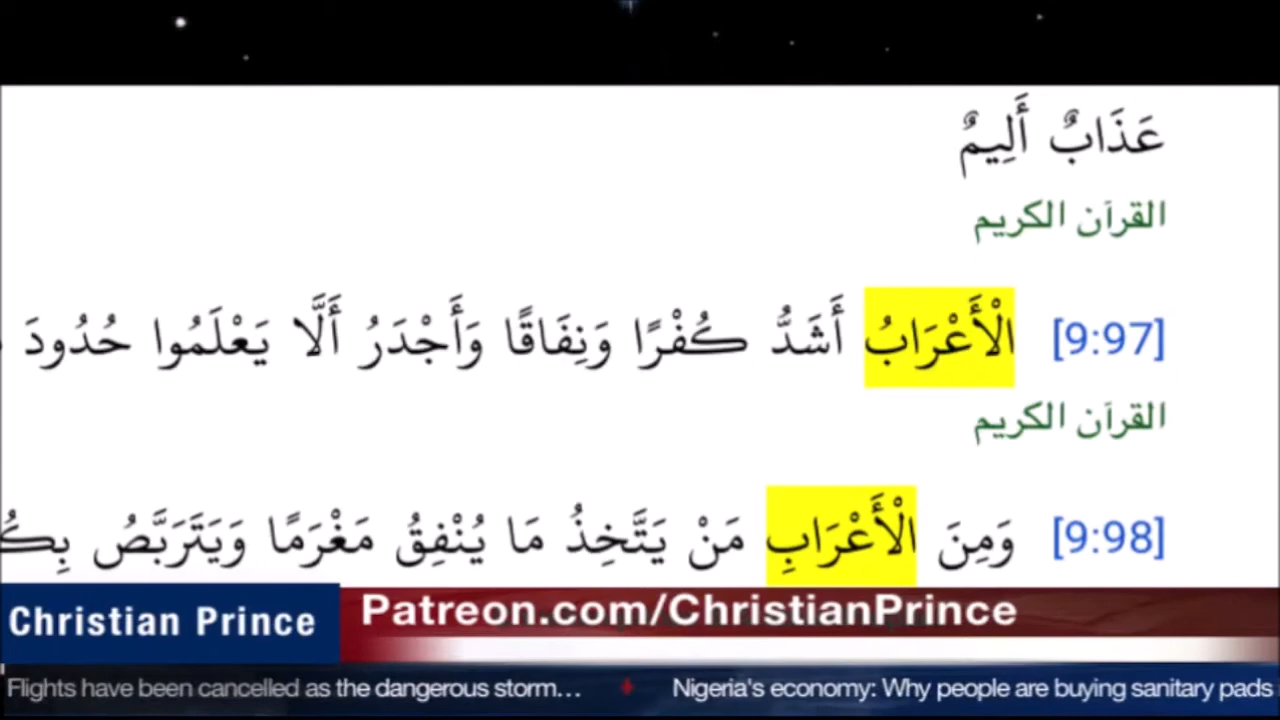 عَذَابٌ أَلِيمٌ
القرآن الكريم
[9:97] الْأَعْرَابُ أَشَدُّ كُفْرًا وَنِفَاقًا وَأَجْدَرُ أَلَّا يَعْلَمُوا حُدُودَ
القرآن الكريم
[9:98] وَمِنَ الْأَعْرَابِ مَنْ يَتَّخِذُ مَا يُنْفِقُ مَغْرَمًا وَيَتَرَبَّصُ
Christian Prince
Patreon.com/ChristianPrince
Flights have been cancelled as the dangerous storm… Nigeria's economy: Why people are buying sanitary pads